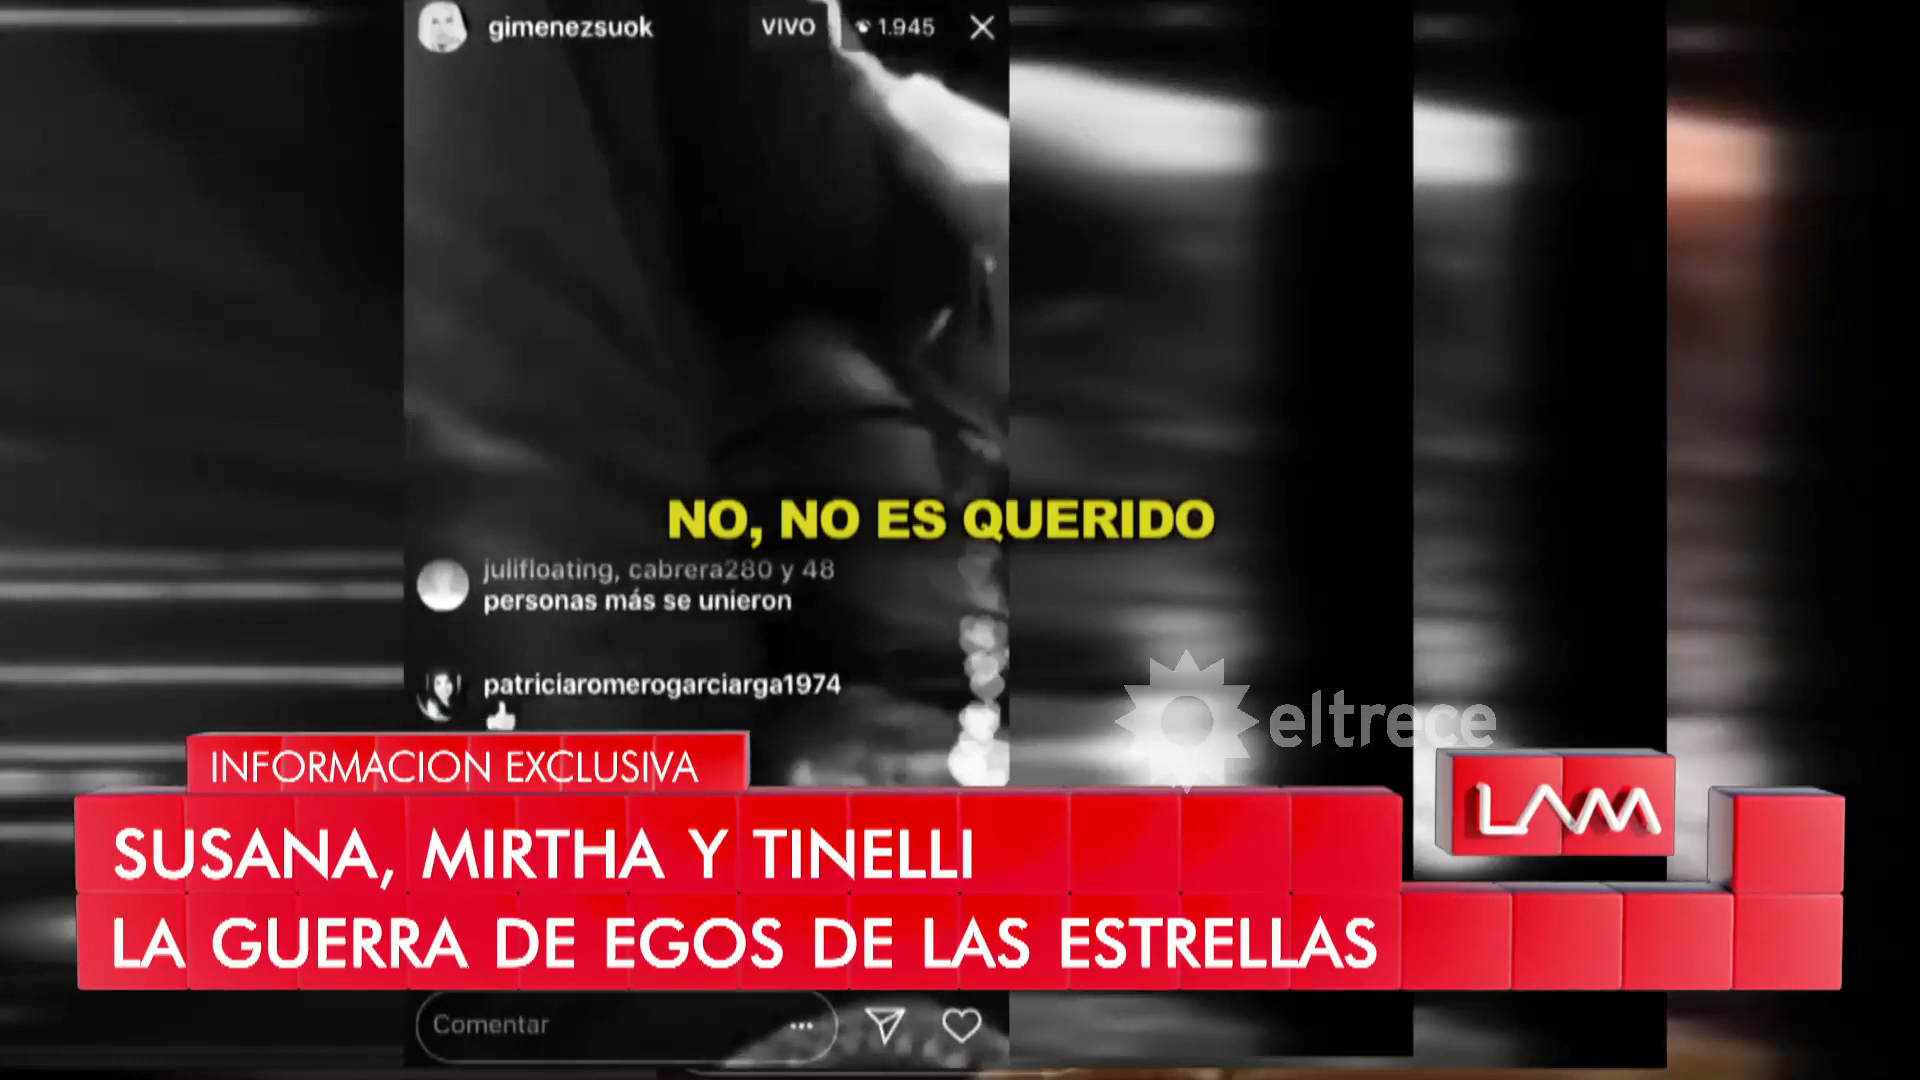 gimenezsuok
VIVO
1.945
NO, NO ES QUERIDO
julifloating, cabrera280 y 48
personas más se unieron
patriciaromerogarciarga1974
eltrece
INFORMACION EXCLUSIVA
LAM
SUSANA, MIRTHA Y TINELLI
LA GUERRA DE EGOS DE LAS ESTRELLAS
Comentar